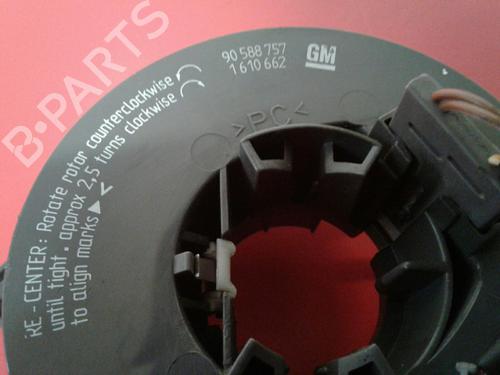 B-PARTS
90 588 757
1 610 662
GM
>PC<
RE-CENTER: Rotate rotor counterclockwise
until tight. approx 2,5 turns clockwise
to align marks